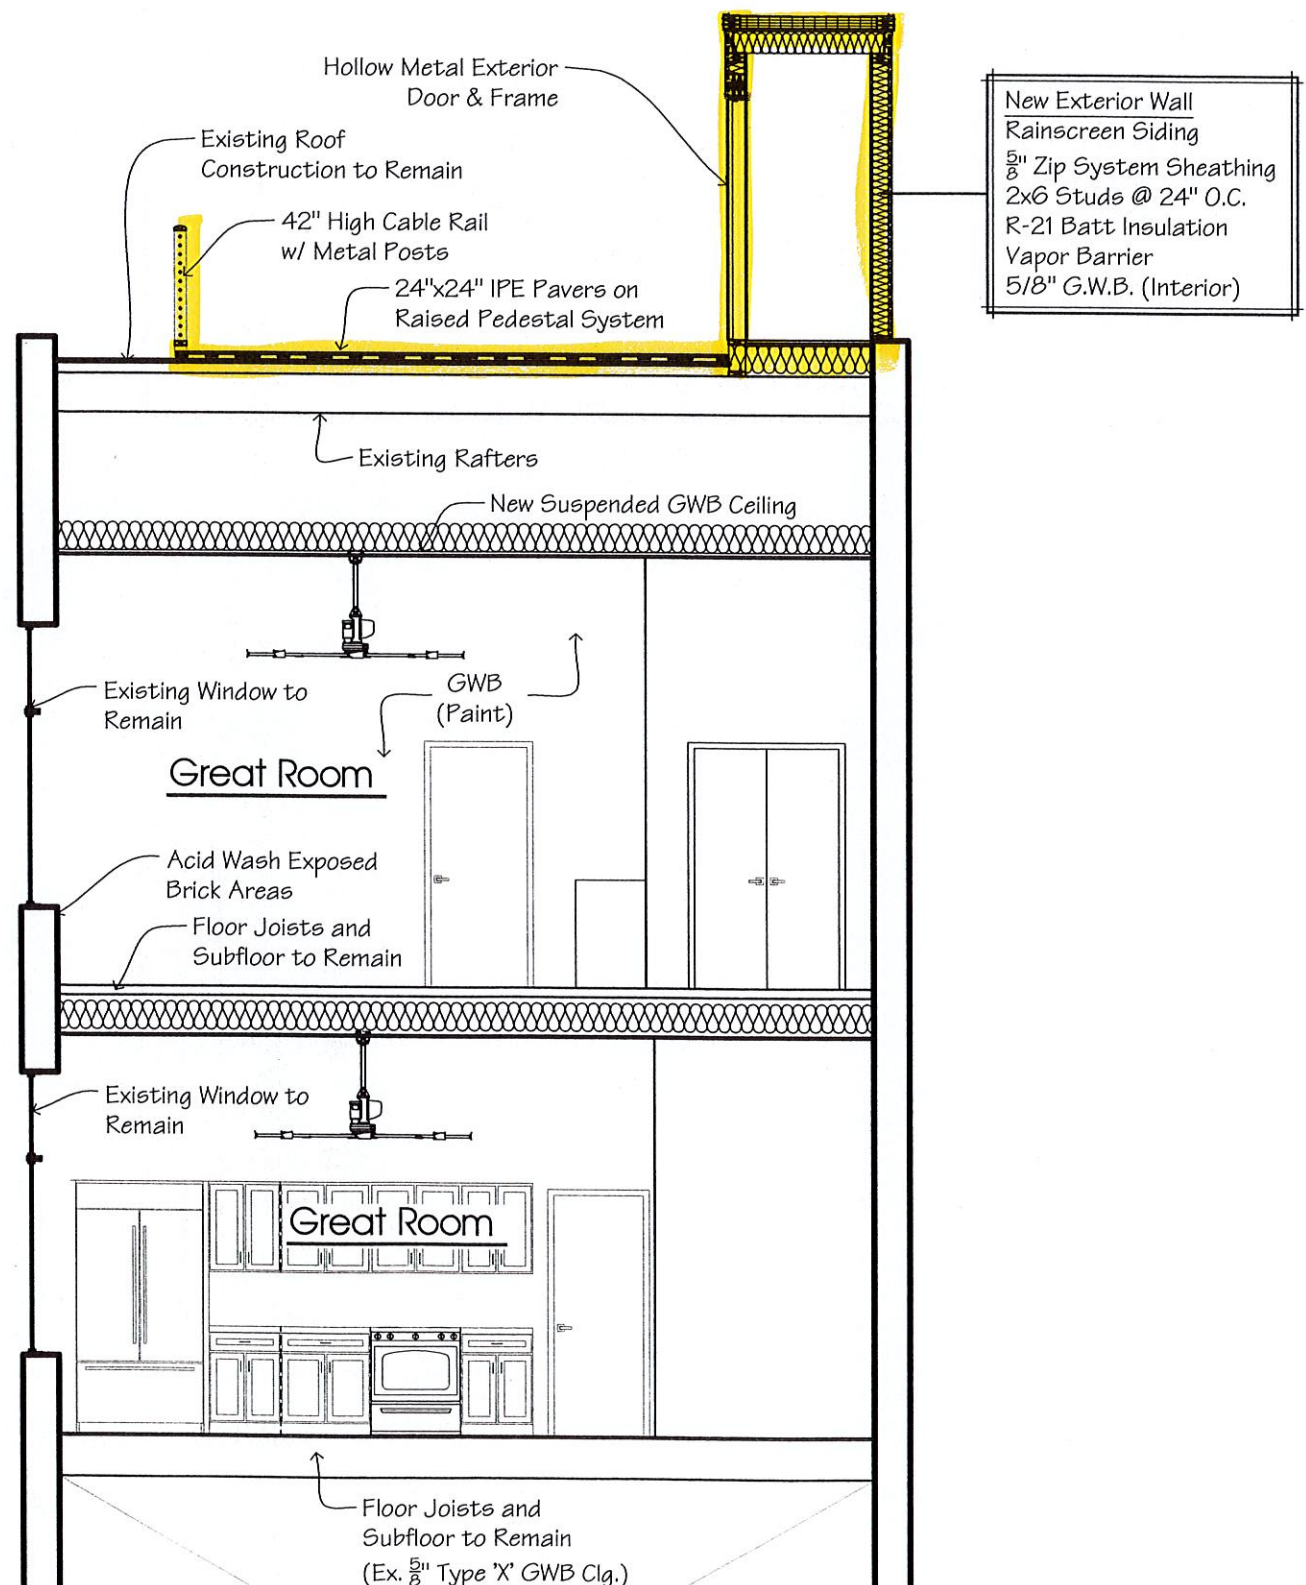 Hollow Metal Exterior
Door & Frame
New Exterior Wall
Rainscreen Siding
5/8" Zip System Sheathing
2x6 Studs @ 24" O.C.
R-21 Batt Insulation
Vapor Barrier
5/8" G.W.B. (Interior)
Existing Roof
Construction to Remain
42" High Cable Rail
w/ Metal Posts
24"x24" IPE Pavers on
Raised Pedestal System
Existing Rafters
New Suspended GWB Ceiling
Existing Window to
Remain
GWB
(Paint)
Great Room
Acid Wash Exposed
Brick Areas
Floor Joists and
Subfloor to Remain
Existing Window to
Remain
Great Room
Floor Joists and
Subfloor to Remain
(Ex. 5/8" Type 'X' GWB Clg.)